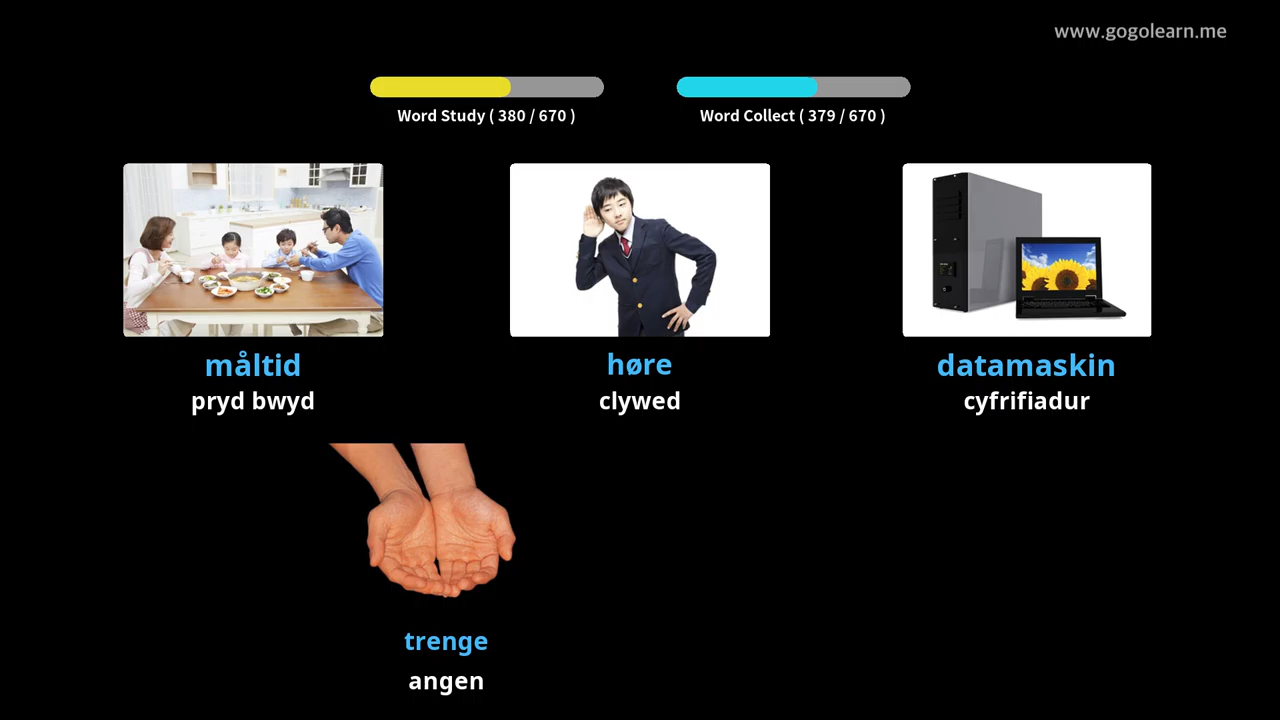 www.gogolearn.me
Word Study ( 380 / 670 )
Word Collect ( 379 / 670 )
måltid
pryd bwyd
høre
clywed
datamaskin
cyfrifiadur
trenge
angen